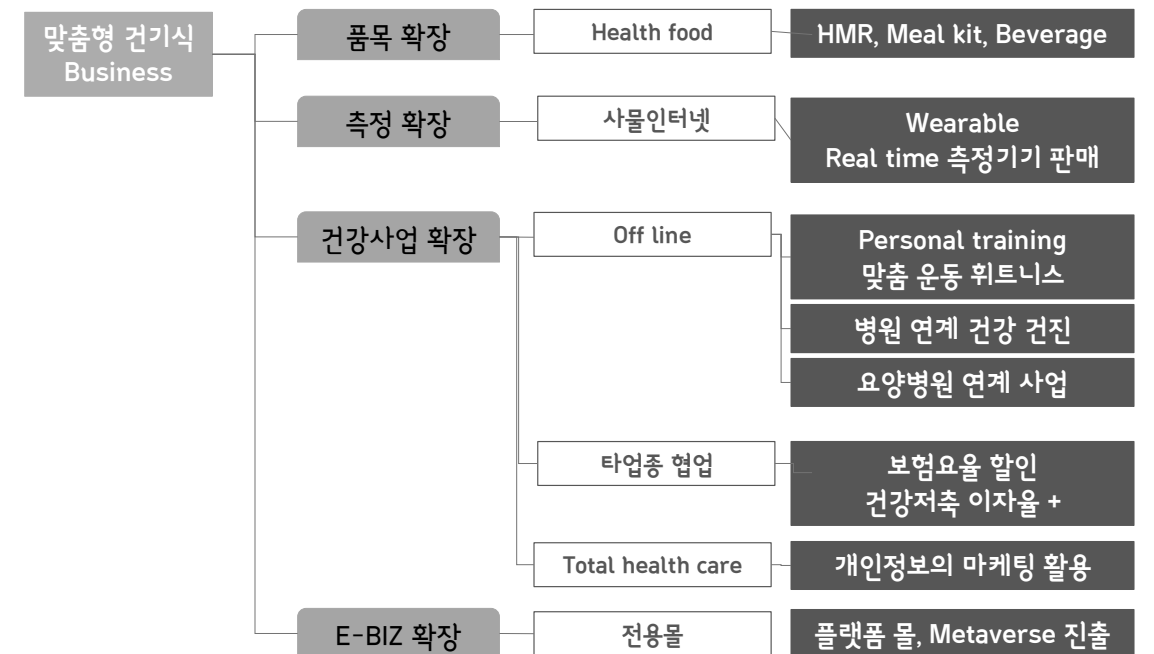 맞춤형 건기식
Business
품목 확장
Health food
HMR, Meal kit, Beverage
측정 확장
사물인터넷
Wearable
Real time 측정기기 판매
건강사업 확장
Off line
Personal training
맞춤 운동 휘트니스
병원 연계 건강 건진
요양병원 연계 사업
타업종 협업
보험요율 할인
건강저축 이자율 +
Total health care
개인정보의 마케팅 활용
E-BIZ 확장
전용몰
플랫폼 몰, Metaverse 진출